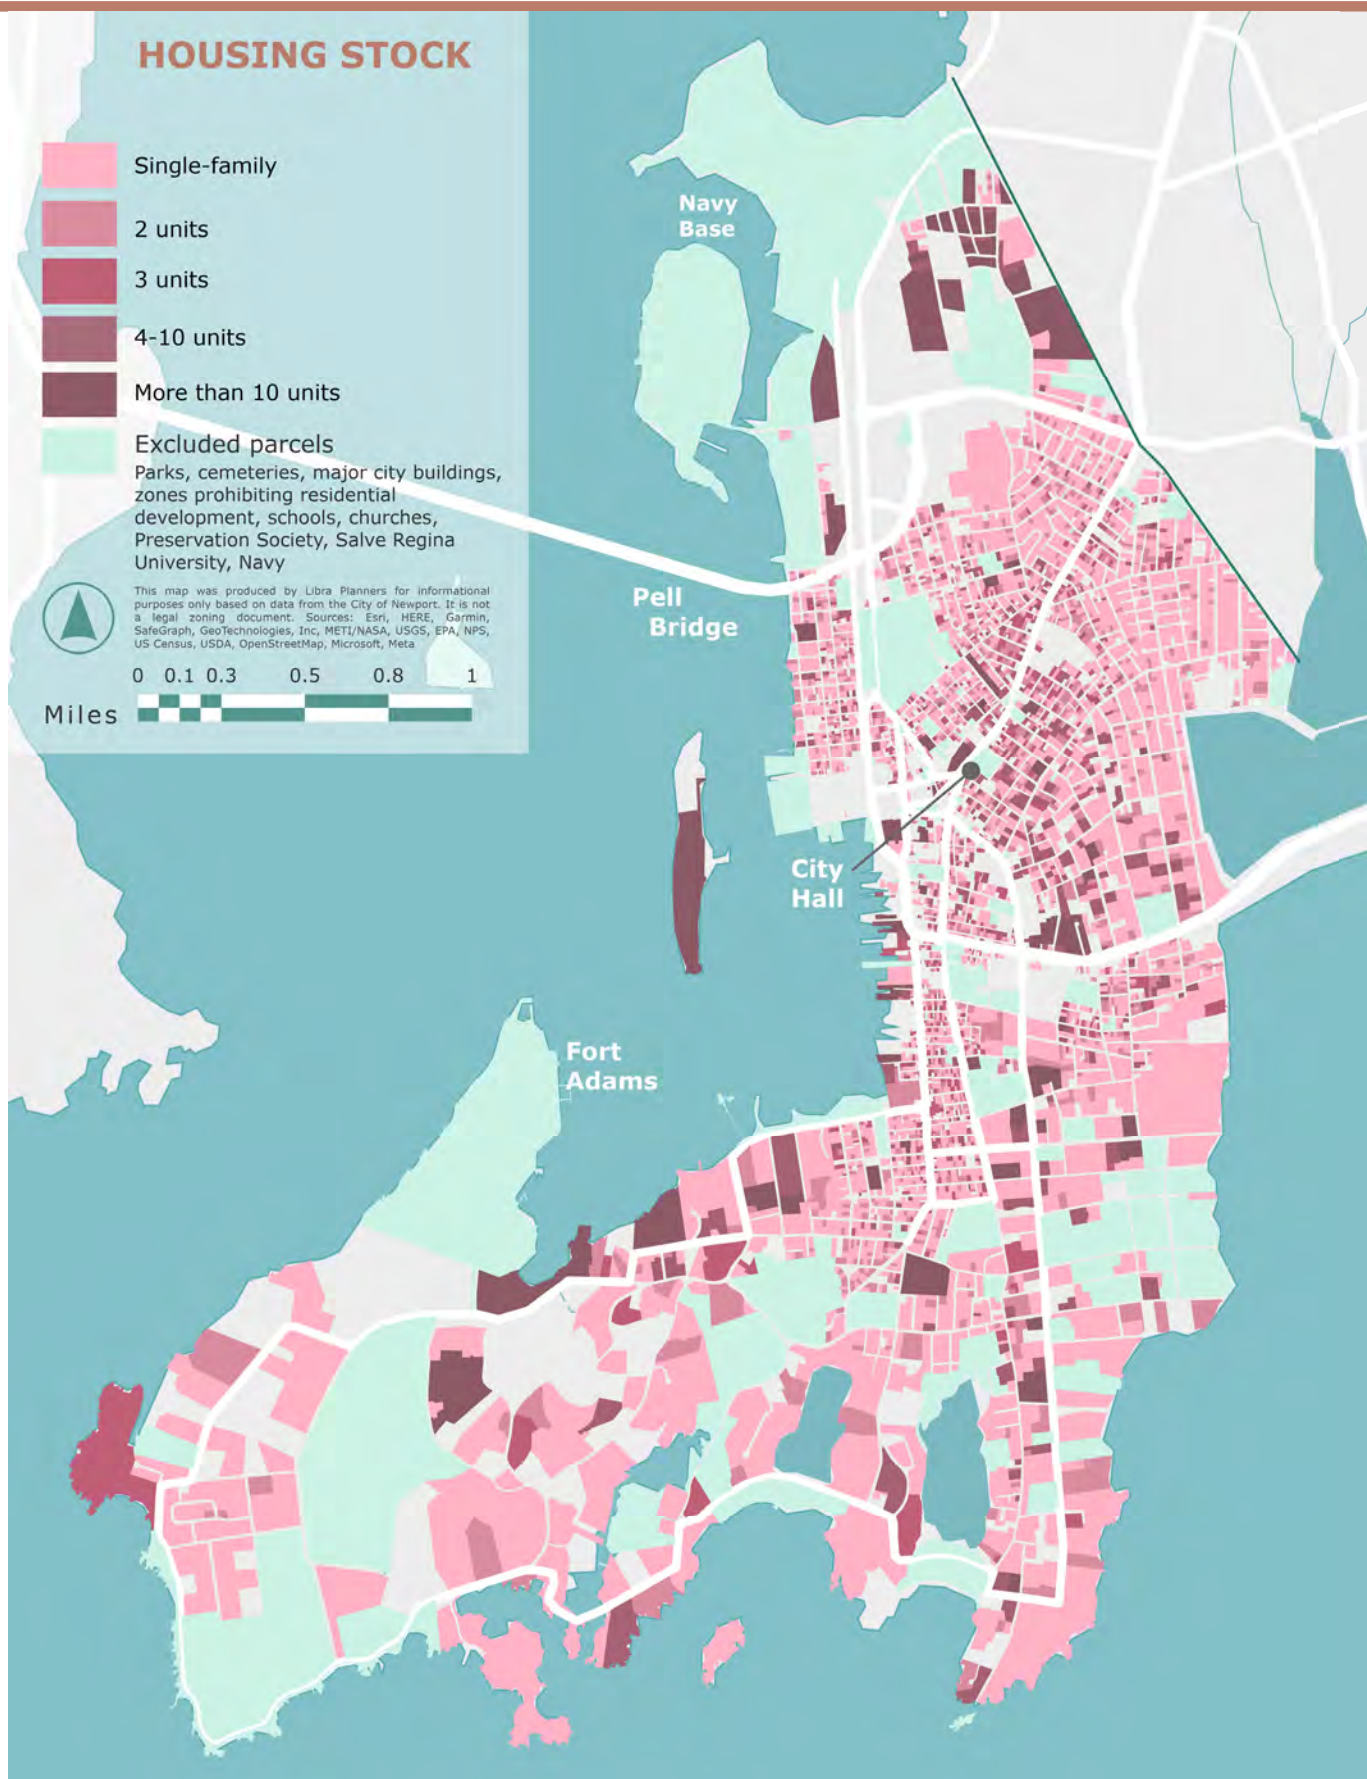 HOUSING STOCK
Single-family
2 units
3 units
4-10 units
More than 10 units
Excluded parcels
Parks, cemeteries, major city buildings,
zones prohibiting residential
development, schools, churches,
Preservation Society, Salve Regina
University, Navy
This map was produced by Libra Planners for informational
purposes only based on data from the City of Newport. It is not
a legal zoning document. Sources: Esri, HERE, Garmin,
SafeGraph, GeoTechnologies, Inc, METI/NASA, USGS, EPA, NPS,
US Census, USDA, OpenStreetMap, Microsoft, Meta
0 0.1 0.3 0.5 0.8 1
Miles
Navy
Base
Pell
Bridge
City
Hall
Fort
Adams